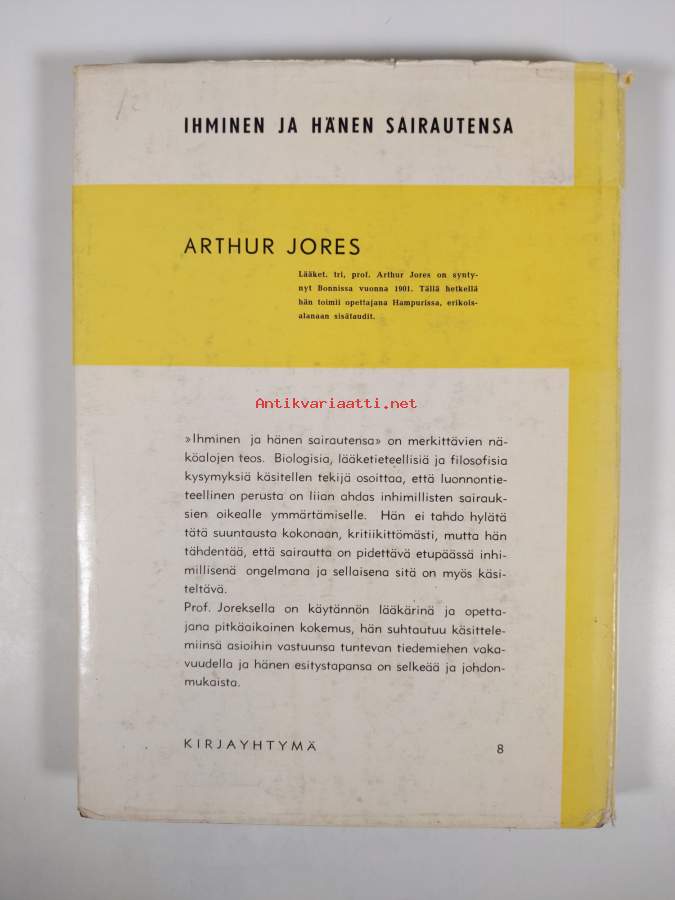 IHMINEN JA HÄNEN SAIRAUTENSA
ARTHUR JORES
Lääket. tri, prof. Arthur Jores on synty-
nyt Bonnissa vuonna 1901. Tällä hetkellä
hän toimii opettajana Hampurissa, erikois-
alanaan sisätaudit.
Antikvariaatti.net
»Ihminen ja hänen sairautensa» on merkittävien nä-
köalojen teos. Biologisia, lääketieteellisiä ja filosofisia
kysymyksiä käsitellen tekijä osoittaa, että luonnontie-
teellinen perusta on liian ahdas inhimillisten sairauk-
sien oikealle ymmärtämiselle. Hän ei tahdo hylätä
tätä suuntausta kokonaan, kritiikittömästi, mutta hän
tähdentää, että sairautta on pidettävä etupäässä inhi-
millisenä ongelmana ja sellaisena sitä on myös käsi-
teltävä.
Prof. Joreksella on käytännön lääkärinä ja opetta-
jana pitkäaikainen kokemus, hän suhtautuu käsittele-
miinsä asioihin vastuunsa tuntevan tiedemiehen vaka-
vuudella ja hänen esitystapansa on selkeää ja johdon-
mukaista.
KIRJAYHTYMÄ 8